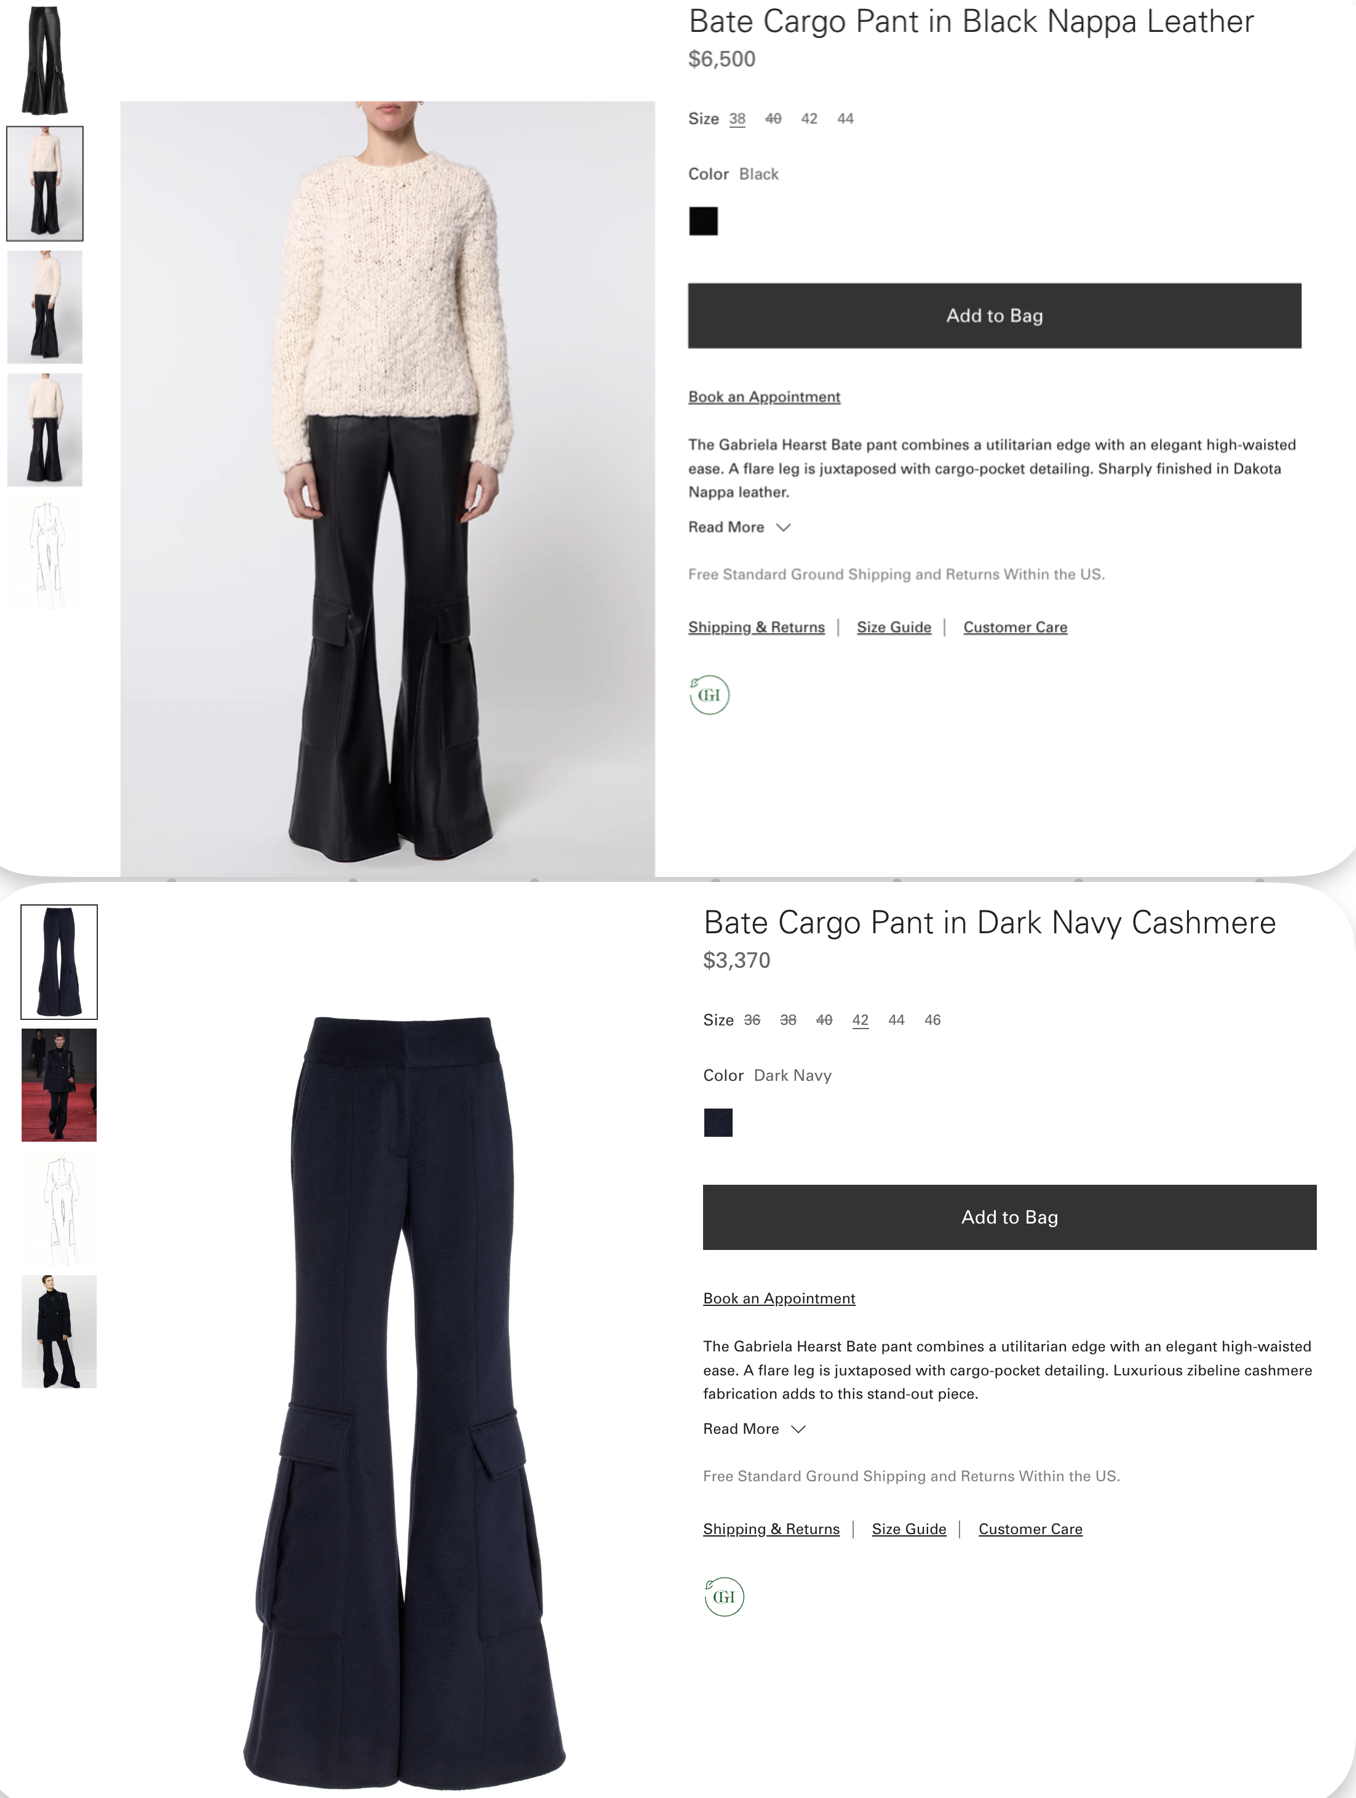 Bate Cargo Pant in Black Nappa Leather
$6,500
Size 38 40 42 44
Color Black
Add to Bag
Book an Appointment
The Gabriela Hearst Bate pant combines a utilitarian edge with an elegant high-waisted
ease. A flare leg is juxtaposed with cargo-pocket detailing. Sharply finished in Dakota
Nappa leather.
Read More
Free Standard Ground Shipping and Returns Within the US.
Shipping & Returns | Size Guide | Customer Care
GH
Bate Cargo Pant in Dark Navy Cashmere
$3,370
Size 36 38 40 42 44 46
Color Dark Navy
Add to Bag
Book an Appointment
The Gabriela Hearst Bate pant combines a utilitarian edge with an elegant high-waisted
ease. A flare leg is juxtaposed with cargo-pocket detailing. Luxurious zibeline cashmere
fabrication adds to this stand-out piece.
Read More
Free Standard Ground Shipping and Returns Within the US.
Shipping & Returns | Size Guide | Customer Care
GH